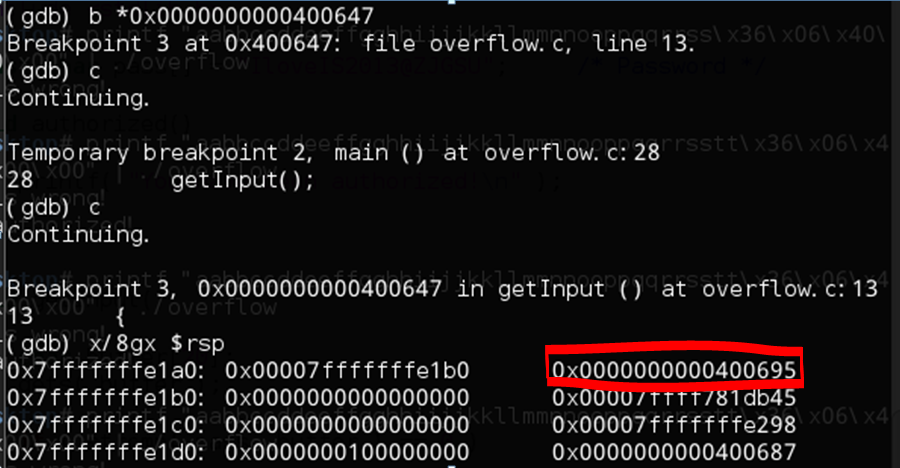 (gdb) b *0x0000000000400647
Breakpoint 3 at 0x400647: file overflow.c, line 13.
(gdb) c
Continuing.
Temporary breakpoint 2, main () at overflow.c:28
28 getInput();
(gdb) c
Continuing.
Breakpoint 3, 0x0000000000400647 in getInput () at overflow.c:13
13 {
(gdb) x/8gx $rsp
0x7fffffffe1a0: 0x00007fffffffe1b0 0x0000000000400695
0x7fffffffe1b0: 0x0000000000000000 0x00007ffff781db45
0x7fffffffe1c0: 0x0000000000000000 0x00007fffffffe298
0x7fffffffe1d0: 0x0000000100000000 0x0000000000400687